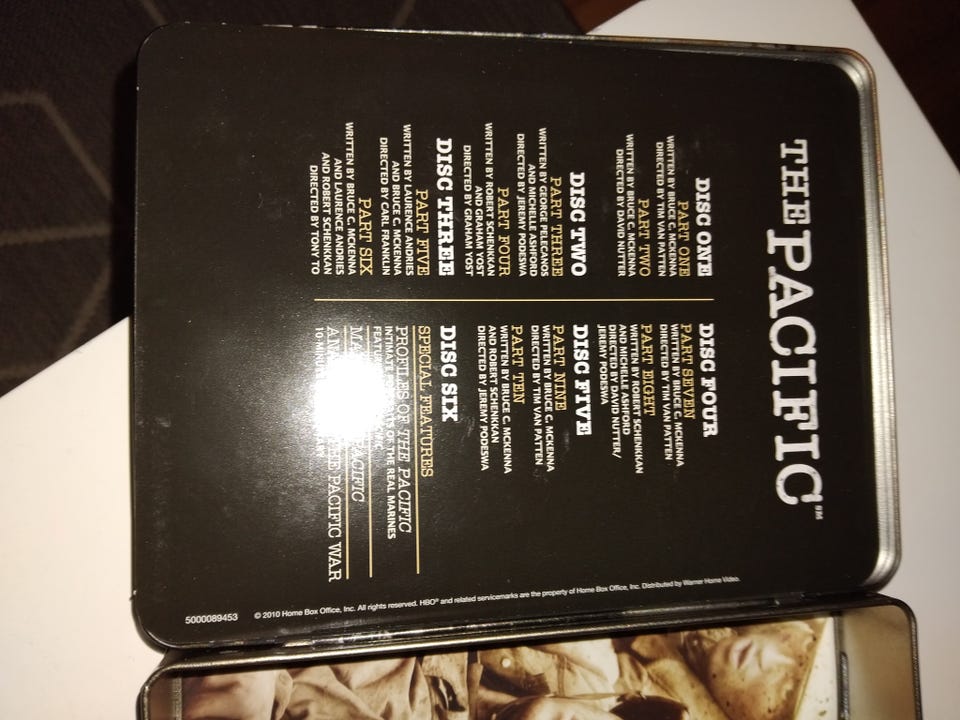 THE PACIFIC℠
DISC ONE
PART ONE
WRITTEN BY BRUCE C. MCKENNA
DIRECTED BY TIM VAN PATTEN
PART TWO
WRITTEN BY BRUCE C. MCKENNA
DIRECTED BY DAVID NUTTER
DISC TWO
PART THREE
WRITTEN BY GEORGE PELECANOS
AND MICHELLE ASHFORD
DIRECTED BY JEREMY PODESWA
PART FOUR
WRITTEN BY ROBERT SCHENKKAN
AND GRAHAM YOST
DIRECTED BY GRAHAM YOST
DISC THREE
PART FIVE
WRITTEN BY LAURENCE ANDRIES
AND BRUCE C. MCKENNA
DIRECTED BY CARL FRANKLIN
PART SIX
WRITTEN BY BRUCE C. MCKENNA
AND LAURENCE ANDRIES
AND ROBERT SCHENKKAN
DIRECTED BY TONY TO
DISC FOUR
PART SEVEN
WRITTEN BY BRUCE C. MCKENNA
DIRECTED BY TIM VAN PATTEN
PART EIGHT
WRITTEN BY ROBERT SCHENKKAN
AND MICHELLE ASHFORD
DIRECTED BY DAVID NUTTER/
JEREMY PODESWA
DISC FIVE
PART NINE
WRITTEN BY BRUCE C. MCKENNA
DIRECTED BY TIM VAN PATTEN
PART TEN
WRITTEN BY BRUCE C. MCKENNA
AND ROBERT SCHENKKAN
DIRECTED BY JEREMY PODESWA
DISC SIX
SPECIAL FEATURES
PROFILES OF THE PACIFIC
INTIMATE OF THE REAL MARINES
PACIFIC
THE PACIFIC WAR
5000089453 © 2010 Home Box Office, Inc. All rights reserved. HBO® and related servicemarks are the property of Home Box Office, Inc. Distributed by Warner Home Video.